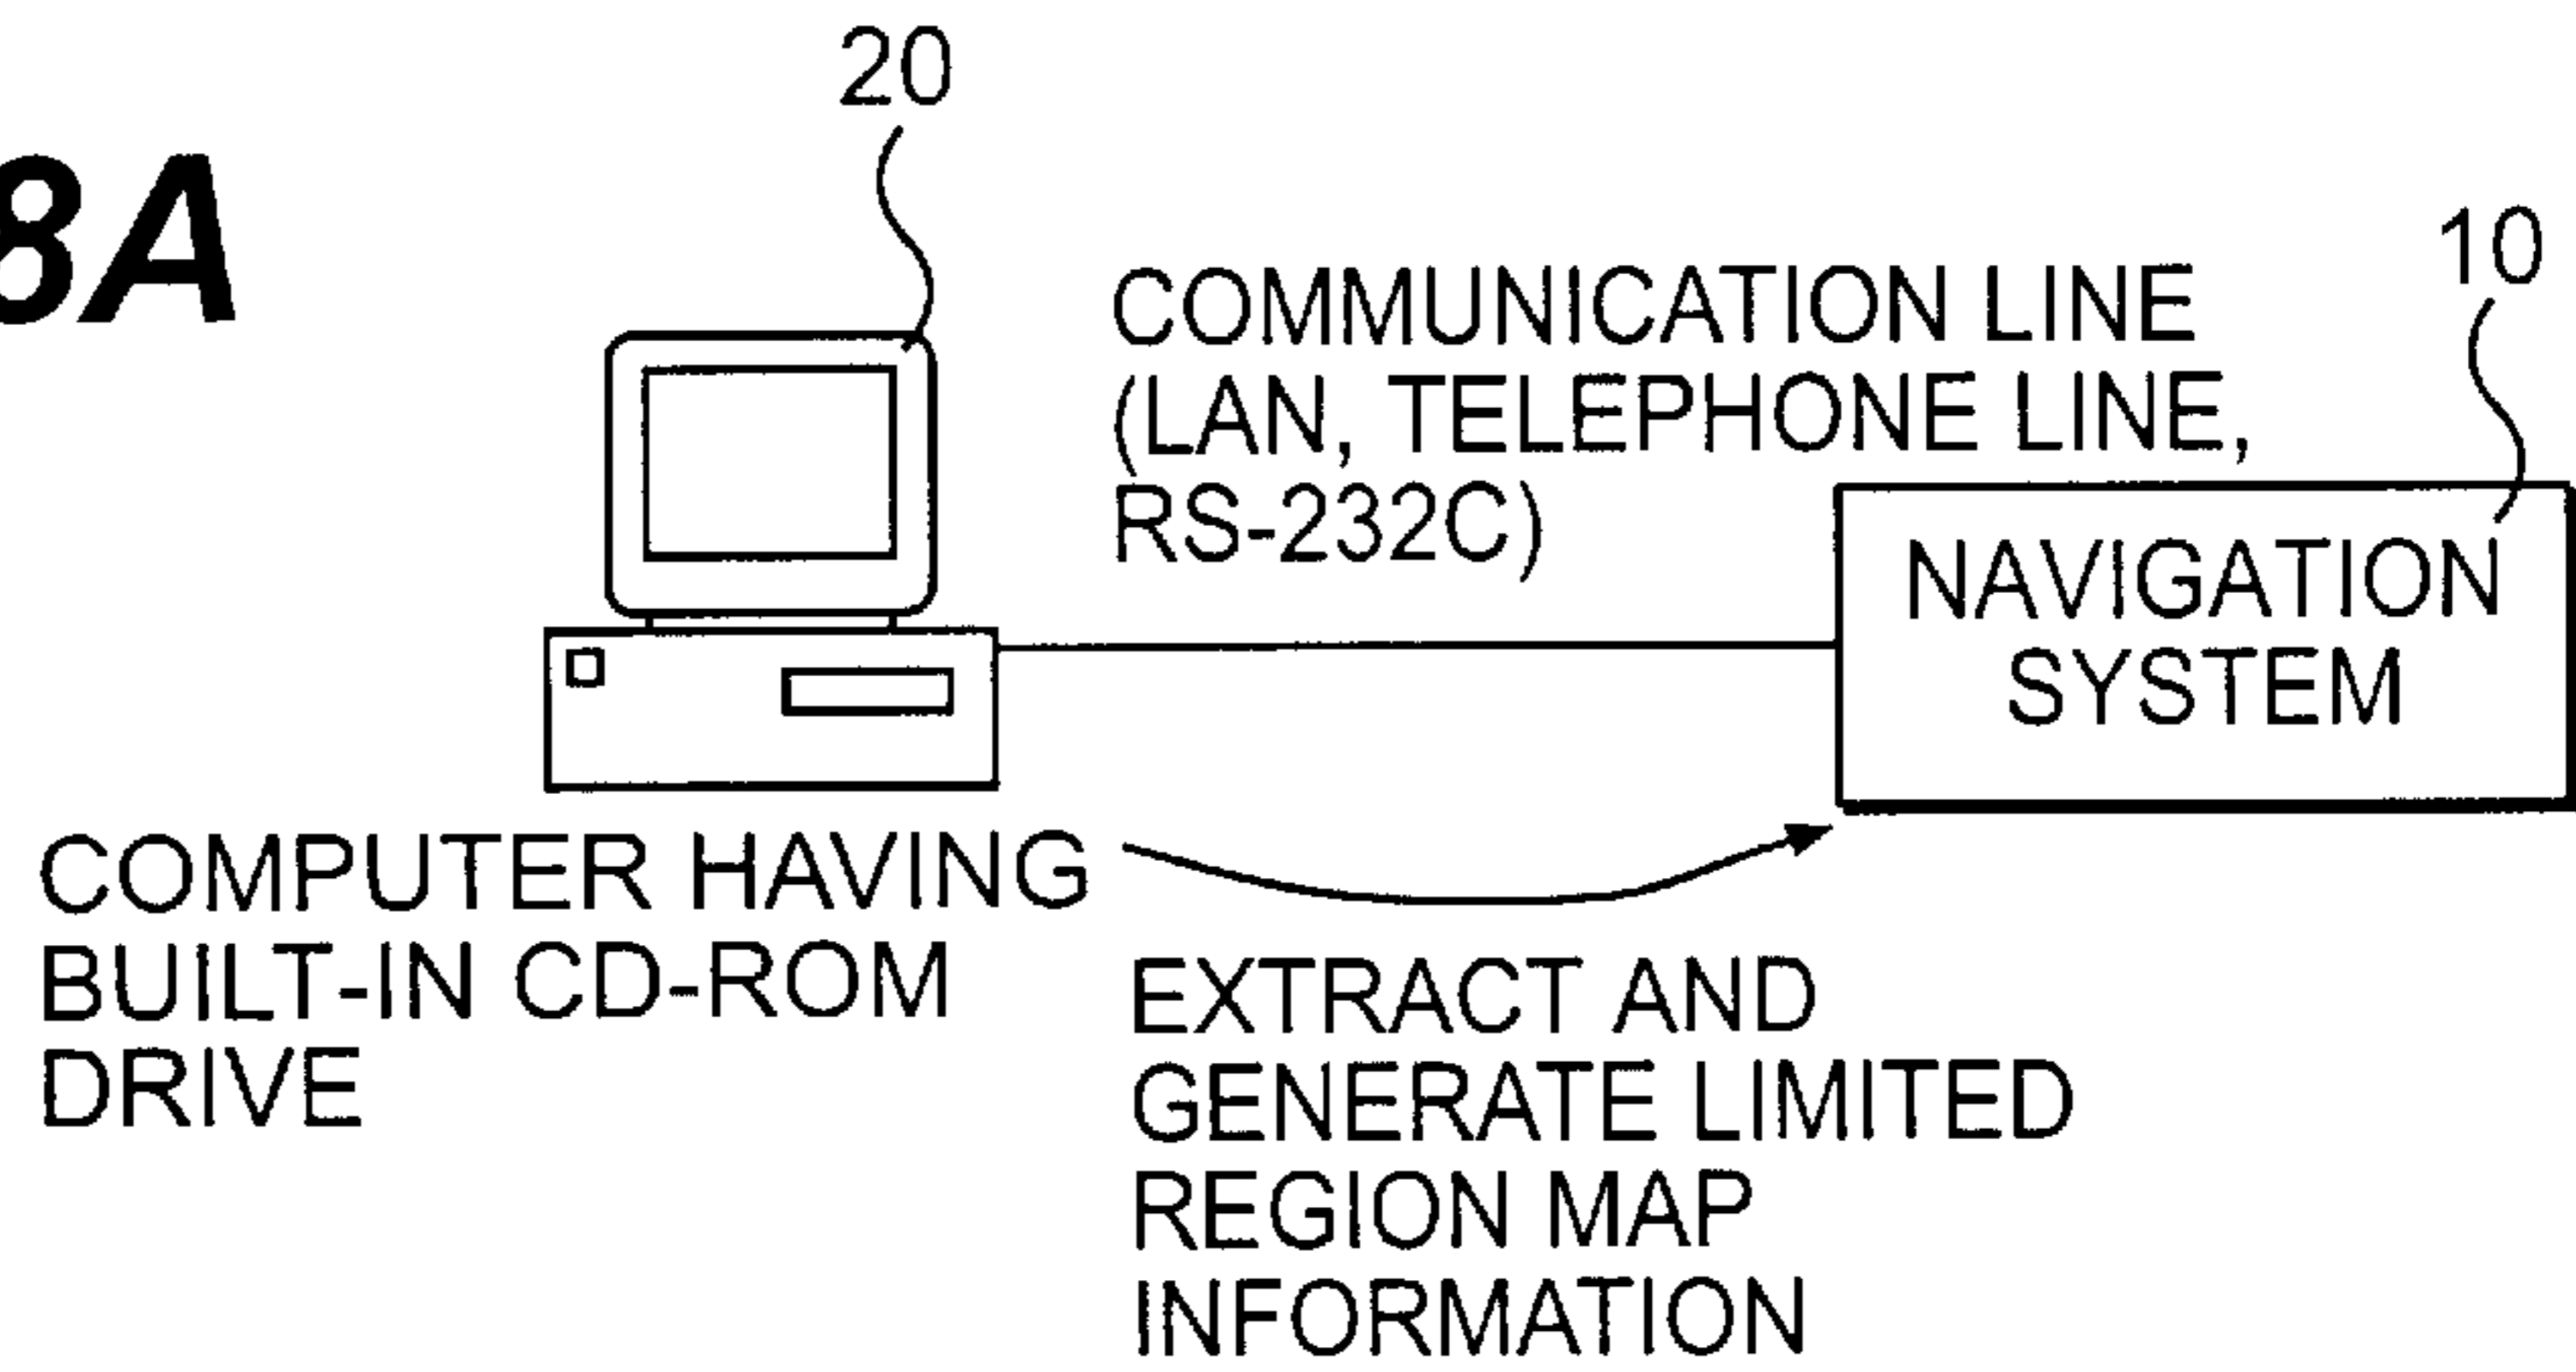 8A
20
10
COMMUNICATION LINE
(LAN, TELEPHONE LINE,
RS-232C)
NAVIGATION
SYSTEM
COMPUTER HAVING
BUILT-IN CD-ROM
DRIVE
EXTRACT AND
GENERATE LIMITED
REGION MAP
INFORMATION